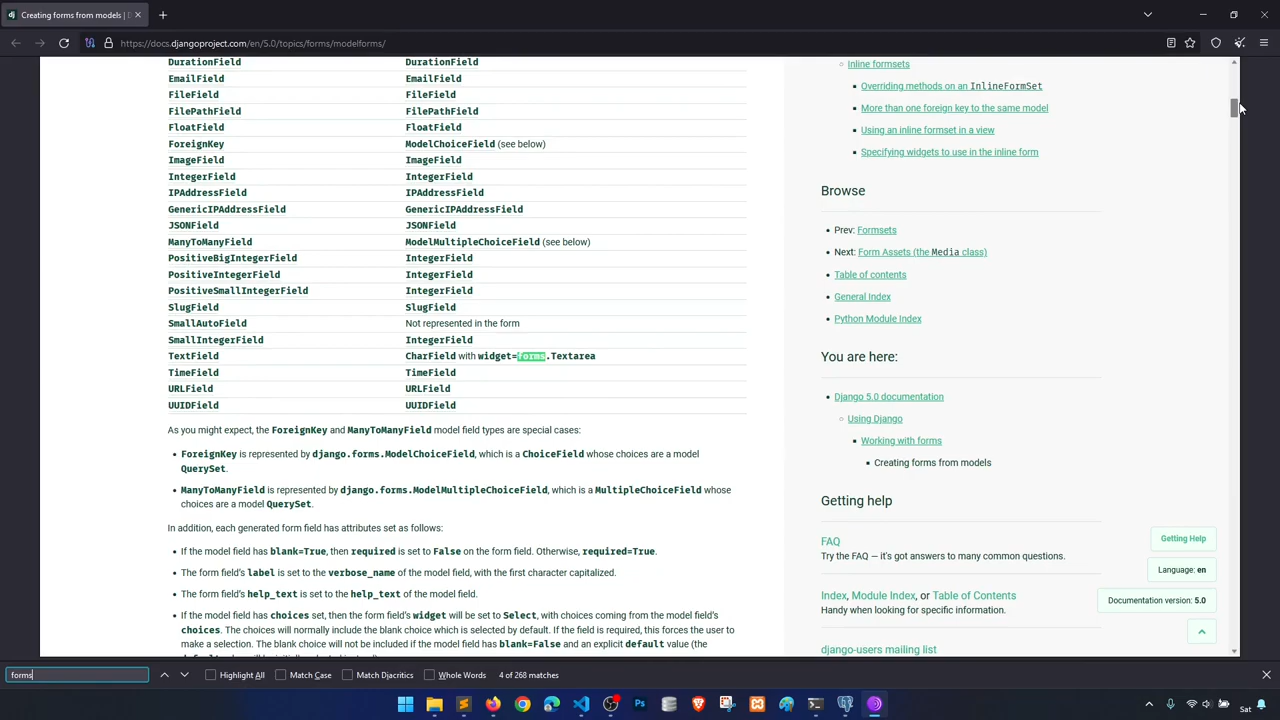 Creating forms from models | D
https://docs.djangoproject.com/en/5.0/topics/forms/modelforms/
DurationField DurationField
EmailField EmailField
FileField FileField
FilePathField FilePathField
FloatField FloatField
ForeignKey ModelChoiceField (see below)
ImageField ImageField
IntegerField IntegerField
IPAddressField IPAddressField
GenericIPAddressField GenericIPAddressField
JSONField JSONField
ManyToManyField ModelMultipleChoiceField (see below)
PositiveBigIntegerField IntegerField
PositiveIntegerField IntegerField
PositiveSmallIntegerField IntegerField
SlugField SlugField
SmallAutoField Not represented in the form
SmallIntegerField IntegerField
TextField CharField with widget=forms.Textarea
TimeField TimeField
URLField URLField
UUIDField UUIDField
As you might expect, the ForeignKey and ManyToManyField model field types are special cases:
▪ ForeignKey is represented by django.forms.ModelChoiceField, which is a ChoiceField whose choices are a model
QuerySet.
▪ ManyToManyField is represented by django.forms.ModelMultipleChoiceField, which is a MultipleChoiceField whose
choices are a model QuerySet.
In addition, each generated form field has attributes set as follows:
▪ If the model field has blank=True, then required is set to False on the form field. Otherwise, required=True.
▪ The form field's label is set to the verbose_name of the model field, with the first character capitalized.
▪ The form field's help_text is set to the help_text of the model field.
▪ If the model field has choices set, then the form field's widget will be set to Select, with choices coming from the model field's
choices. The choices will normally include the blank choice which is selected by default. If the field is required, this forces the user to
make a selection. The blank choice will not be included if the model field has blank=False and an explicit default value (the
Inline formsets
Overriding methods on an InlineFormSet
More than one foreign key to the same model
Using an inline formset in a view
Specifying widgets to use in the inline form
Browse
Prev: Formsets
Next: Form Assets (the Media class)
Table of contents
General Index
Python Module Index
You are here:
Django 5.0 documentation
Using Django
Working with forms
Creating forms from models
Getting help
FAQ
Try the FAQ — it's got answers to many common questions.
Index, Module Index, or Table of Contents
Handy when looking for specific information.
django-users mailing list
Getting Help
Language: en
Documentation version: 5.0
forms Highlight All Match Case Match Diacritics Whole Words 4 of 268 matches